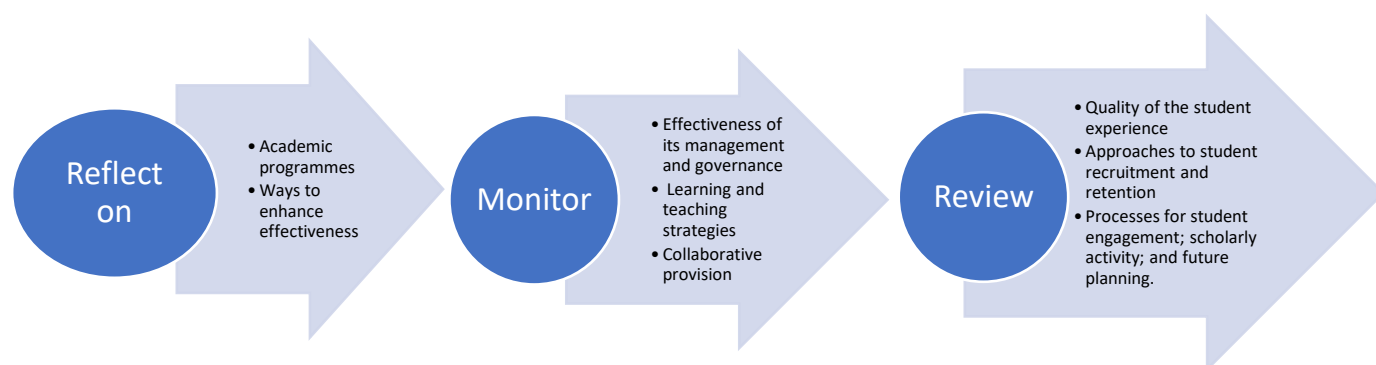 Reflect
on
• Academic
programmes
• Ways to
enhance
effectiveness
Monitor
• Effectiveness of
its management
and governance
• Learning and
teaching
strategies
• Collaborative
provision
Review
• Quality of the student
experience
• Approaches to student
recruitment and
retention
• Processes for student
engagement; scholarly
activity; and future
planning.